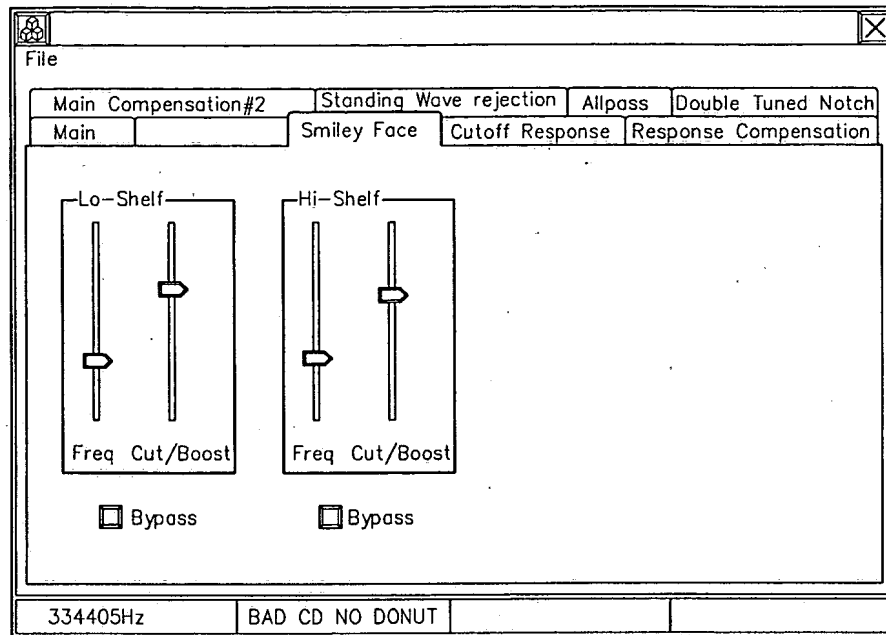 File
Main Compensation#2 Standing Wave rejection Allpass Double Tuned Notch
Main Smiley Face Cutoff Response Response Compensation
Lo-Shelf Hi-Shelf
Freq Cut/Boost Freq Cut/Boost
Bypass Bypass
334405Hz BAD CD NO DONUT